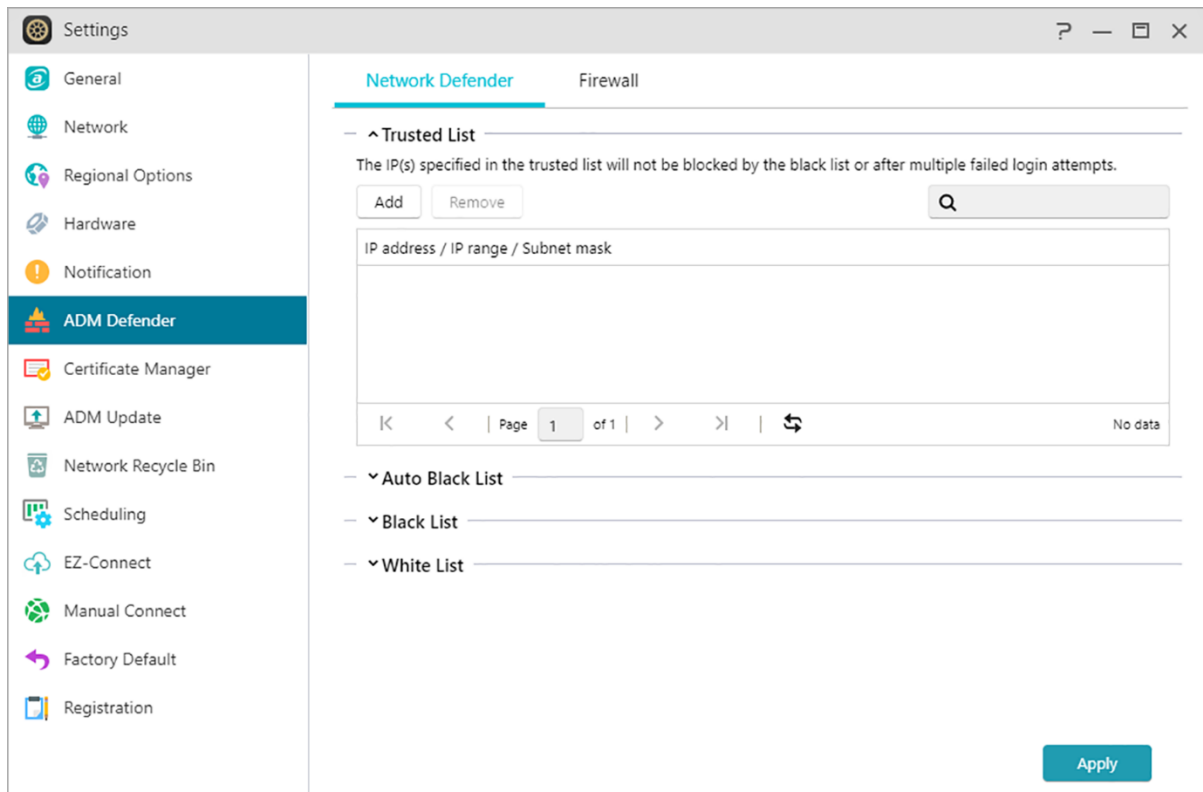 Settings
General
Network
Regional Options
Hardware
Notification
ADM Defender
Certificate Manager
ADM Update
Network Recycle Bin
Scheduling
EZ-Connect
Manual Connect
Factory Default
Registration
Network Defender Firewall
Trusted List
The IP(s) specified in the trusted list will not be blocked by the black list or after multiple failed login attempts.
Add Remove
IP address / IP range / Subnet mask
Page 1 of 1 No data
Auto Black List
Black List
White List
Apply